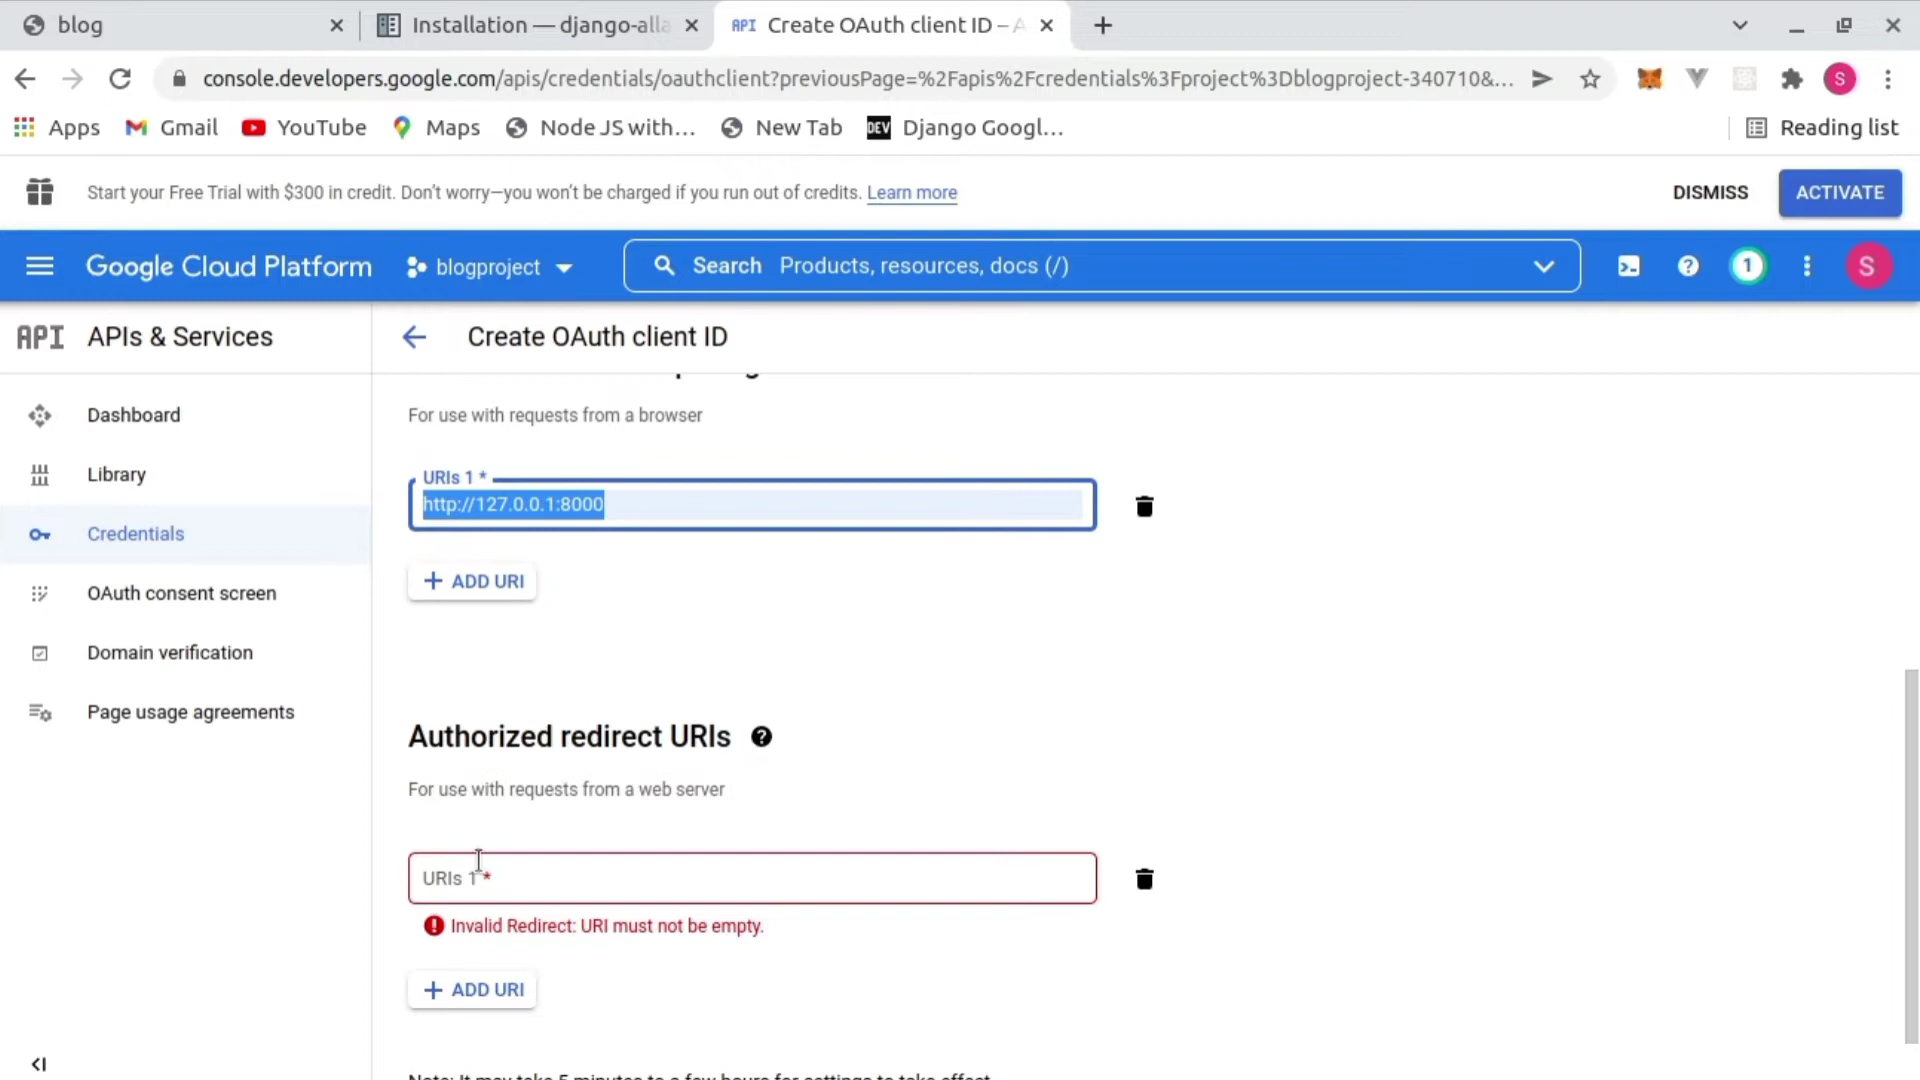 blog
Installation — django-alla
API Create OAuth client ID – A
console.developers.google.com/apis/credentials/oauthclient?previousPage=%2Fapis%2Fcredentials%3Fproject%3Dblogproject-340710&...
S
Apps
Gmail
YouTube
Maps
Node JS with...
New Tab
DEV Django Googl...
Reading list
Start your Free Trial with $300 in credit. Don't worry—you won't be charged if you run out of credits. Learn more
DISMISS
ACTIVATE
Google Cloud Platform
blogproject
Search Products, resources, docs (/)
1
S
API APIs & Services
Create OAuth client ID
Dashboard
Library
Credentials
OAuth consent screen
Domain verification
Page usage agreements
For use with requests from a browser
URIs 1 *
http://127.0.0.1:8000
+ ADD URI
Authorized redirect URIs
For use with requests from a web server
URIs 1 *
Invalid Redirect: URI must not be empty.
+ ADD URI
Note: It may take 5 minutes to a few hours for settings to take effect